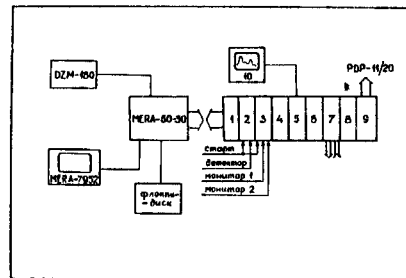 PDP-11/20
DZM-180
10
MERA-60-30
1 2 3 4 5 6 7 8 9
старт
детектор
монитор 1
монитор 2
MERA-7952
флоппи-
-диск